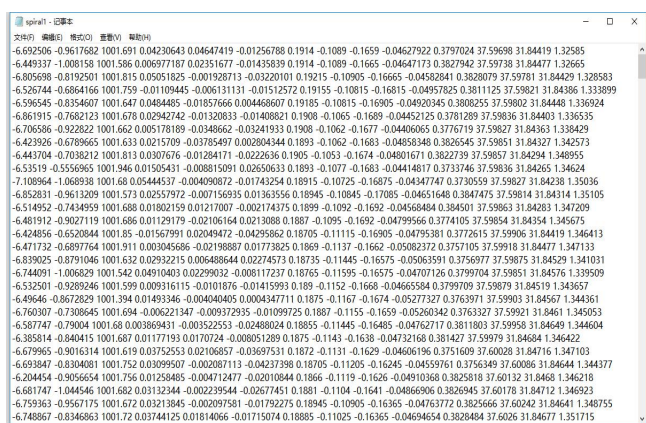 spiral1 - 记事本
文件(F) 编辑(E) 格式(O) 查看(V) 帮助(H)
-6.692506 -0.9617682 1001.691 0.04230643 0.04647419 -0.01256788 0.1914 -0.1089 -0.1659 -0.04627922 0.3797024 37.59698 31.84419 1.32585
-6.449337 -1.008158 1001.586 0.006977187 0.02351677 -0.01435839 0.1914 -0.1089 -0.1665 -0.04647173 0.3827942 37.59738 31.84477 1.32665
-6.805698 -0.8192501 1001.815 0.05051825 -0.001928713 -0.03220101 0.19215 -0.10905 -0.16665 -0.04582841 0.3828079 37.59781 31.84429 1.328583
-6.526744 -0.6864166 1001.759 -0.01109445 -0.006131131 -0.01512572 0.19155 -0.10815 -0.16815 -0.04957825 0.3811125 37.59821 31.84386 1.333899
-6.596545 -0.8354607 1001.647 0.0484485 -0.01857666 0.004468607 0.19185 -0.10815 -0.16905 -0.04920345 0.3808255 37.59802 31.84448 1.336924
-6.861915 -0.7682123 1001.678 0.02942742 -0.01320833 -0.01408821 0.1908 -0.1065 -0.1689 -0.04452125 0.3781289 37.59836 31.84403 1.336535
-6.706586 -0.922822 1001.662 0.005178189 -0.0348662 -0.03241933 0.1908 -0.1062 -0.1677 -0.04406065 0.3776719 37.59827 31.84363 1.338429
-6.423926 -0.6789665 1001.633 0.0215709 -0.03785497 0.002804344 0.1893 -0.1062 -0.1683 -0.04858348 0.3826545 37.59851 31.84327 1.342573
-6.443704 -0.7038212 1001.813 0.0307676 -0.01284171 -0.0222636 0.1905 -0.1053 -0.1674 -0.04801671 0.3822739 37.59857 31.84294 1.348955
-6.53519 -0.5556965 1001.946 0.01505431 -0.008815091 0.02650633 0.1893 -0.1077 -0.1683 -0.04414817 0.3733746 37.59836 31.84265 1.34624
-7.108964 -1.068938 1001.68 0.05444537 -0.004090872 -0.01743254 0.18915 -0.10725 -0.16875 -0.04347747 0.3730559 37.59827 31.84238 1.35036
-6.852831 -0.9613209 1001.573 0.02557972 -0.007156935 0.01363556 0.18945 -0.10845 -0.17085 -0.04651648 0.3847475 37.59814 31.84314 1.35105
-6.514952 -0.7434959 1001.688 0.01802159 0.01217007 -0.002174375 0.1899 -0.1092 -0.1692 -0.04568484 0.384501 37.59863 31.84283 1.347209
-6.481912 -0.9027119 1001.686 0.01129179 -0.02106164 0.0213088 0.1887 -0.1095 -0.1692 -0.04799566 0.3774105 37.59854 31.84354 1.345675
-6.424856 -0.6520844 1001.85 -0.01567991 0.02049472 -0.04295862 0.18705 -0.11115 -0.16905 -0.04795381 0.3772615 37.59906 31.84419 1.346413
-6.471732 -0.6897764 1001.911 0.003045686 -0.02198887 0.01773825 0.1869 -0.1137 -0.1662 -0.05082372 0.3757105 37.59918 31.84477 1.347133
-6.839025 -0.8791046 1001.632 0.02932215 0.006488644 0.02274573 0.18735 -0.11445 -0.16575 -0.05063591 0.3756977 37.59875 31.84529 1.341031
-6.744091 -1.006829 1001.542 0.04910403 0.02299032 -0.008117237 0.18765 -0.11595 -0.16575 -0.04707126 0.3799704 37.59851 31.84576 1.339509
-6.532501 -0.9289246 1001.599 0.009316115 -0.0101876 -0.01415993 0.189 -0.1152 -0.1668 -0.04665584 0.3799709 37.59879 31.84519 1.343657
-6.49646 -0.8672829 1001.394 0.01493346 -0.004040405 0.0004347711 0.1875 -0.1167 -0.1674 -0.05277327 0.3763971 37.59903 31.84567 1.344361
-6.760307 -0.7308645 1001.694 -0.006221347 -0.009372935 -0.01099725 0.1887 -0.1155 -0.1659 -0.05260342 0.3763327 37.59921 31.8461 1.345053
-6.587747 -0.79004 1001.68 0.003869431 -0.003522553 -0.02488024 0.18855 -0.11445 -0.16485 -0.04762717 0.3811803 37.59958 31.84649 1.344604
-6.385814 -0.840415 1001.687 0.01177193 0.0170724 -0.008051289 0.1875 -0.1143 -0.1638 -0.04732168 0.381427 37.59979 31.84684 1.346422
-6.679965 -0.9016314 1001.619 0.03752553 0.02106857 -0.03697531 0.1872 -0.1131 -0.1629 -0.04606196 0.3751609 37.60028 31.84716 1.347103
-6.693847 -0.8304081 1001.752 0.03099507 -0.002087113 -0.04237398 0.18705 -0.11205 -0.16245 -0.04559761 0.3756349 37.60086 31.84644 1.344377
-6.204454 -0.9056654 1001.756 0.01258485 -0.004712477 -0.02010844 0.1866 -0.1119 -0.1626 -0.04910368 0.3825818 37.60132 31.8468 1.346218
-6.681747 -1.044546 1001.682 0.03132344 -0.002239544 -0.02677451 0.1881 -0.1104 -0.1641 -0.04866906 0.3826945 37.60178 31.84712 1.346923
-6.759363 -0.9567175 1001.672 0.03213845 -0.002097581 -0.01792275 0.18945 -0.10905 -0.16365 -0.04763772 0.3825666 37.60242 31.84641 1.348755
-6.748867 -0.8346863 1001.72 0.03744125 0.01814066 -0.01715074 0.18885 -0.11025 -0.16365 -0.04694654 0.3828484 37.6026 31.84677 1.351715